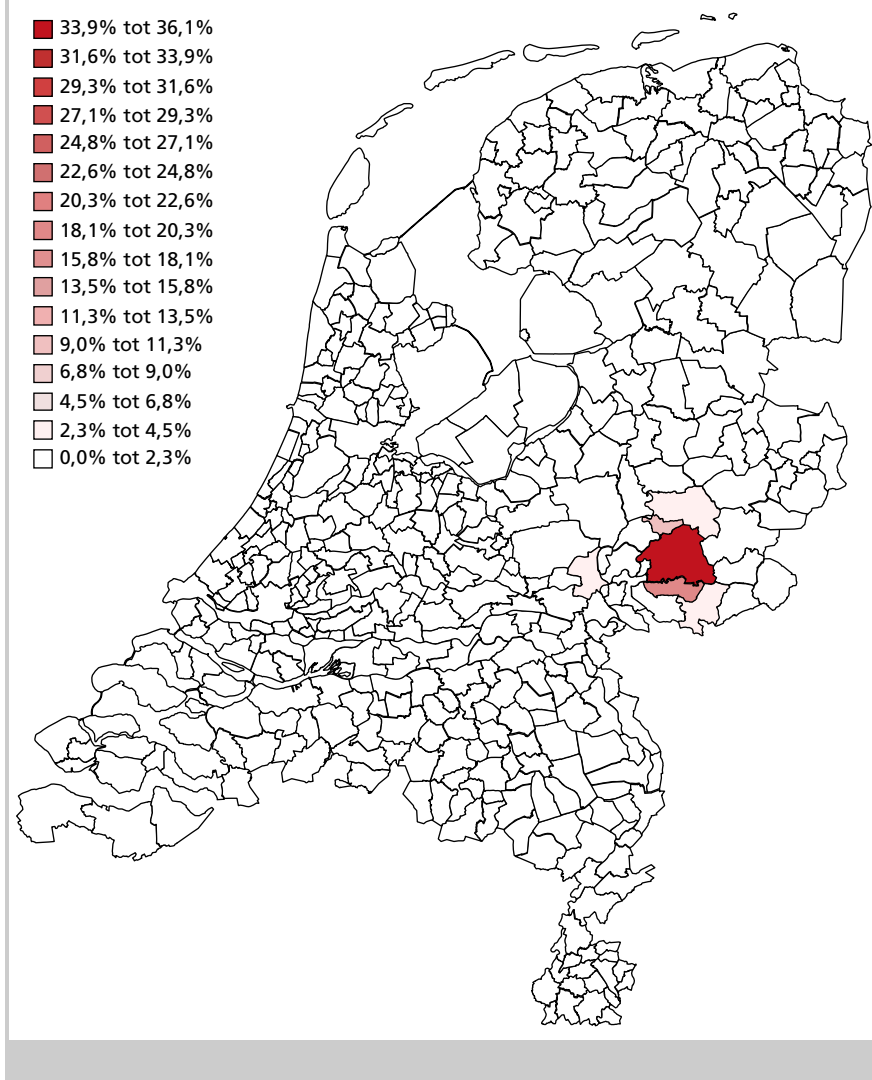 33,9% tot 36,1%
31,6% tot 33,9%
29,3% tot 31,6%
27,1% tot 29,3%
24,8% tot 27,1%
22,6% tot 24,8%
20,3% tot 22,6%
18,1% tot 20,3%
15,8% tot 18,1%
13,5% tot 15,8%
11,3% tot 13,5%
9,0% tot 11,3%
6,8% tot 9,0%
4,5% tot 6,8%
2,3% tot 4,5%
0,0% tot 2,3%